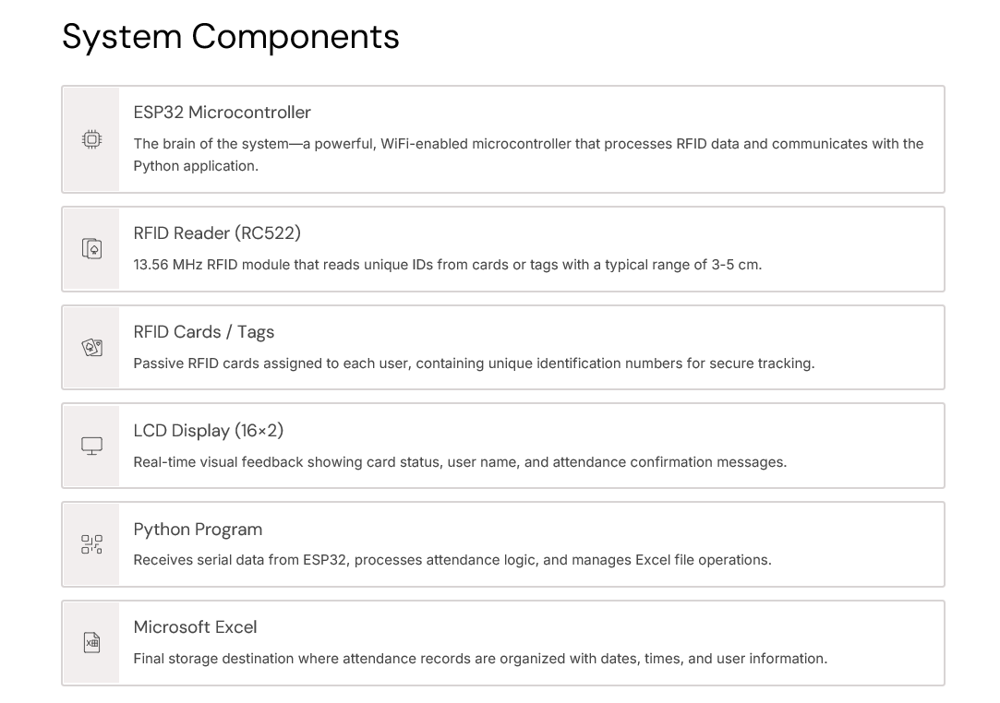 System Components
ESP32 Microcontroller
The brain of the system—a powerful, WiFi-enabled microcontroller that processes RFID data and communicates with the
Python application.
RFID Reader (RC522)
13.56 MHz RFID module that reads unique IDs from cards or tags with a typical range of 3-5 cm.
RFID Cards / Tags
Passive RFID cards assigned to each user, containing unique identification numbers for secure tracking.
LCD Display (16×2)
Real-time visual feedback showing card status, user name, and attendance confirmation messages.
Python Program
Receives serial data from ESP32, processes attendance logic, and manages Excel file operations.
Microsoft Excel
Final storage destination where attendance records are organized with dates, times, and user information.